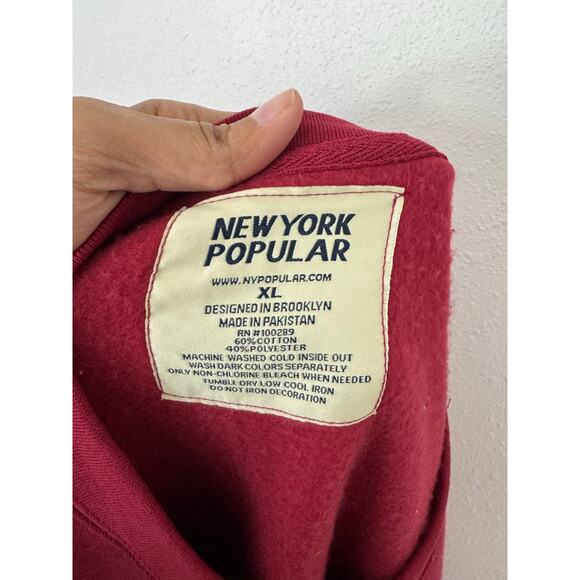 NEW YORK
POPULAR
WWW.NYPOPULAR.COM
XL
DESIGNED IN BROOKLYN
MADE IN PAKISTAN
RN #100289
60%COTTON
40%POLYESTER
MACHINE WASHED COLD INSIDE OUT
WASH DARK COLORS SEPARATELY
ONLY NON-CHLORINE BLEACH WHEN NEEDED
TUMBLE DRY LOW COOL IRON
DO NOT IRON DECORATION